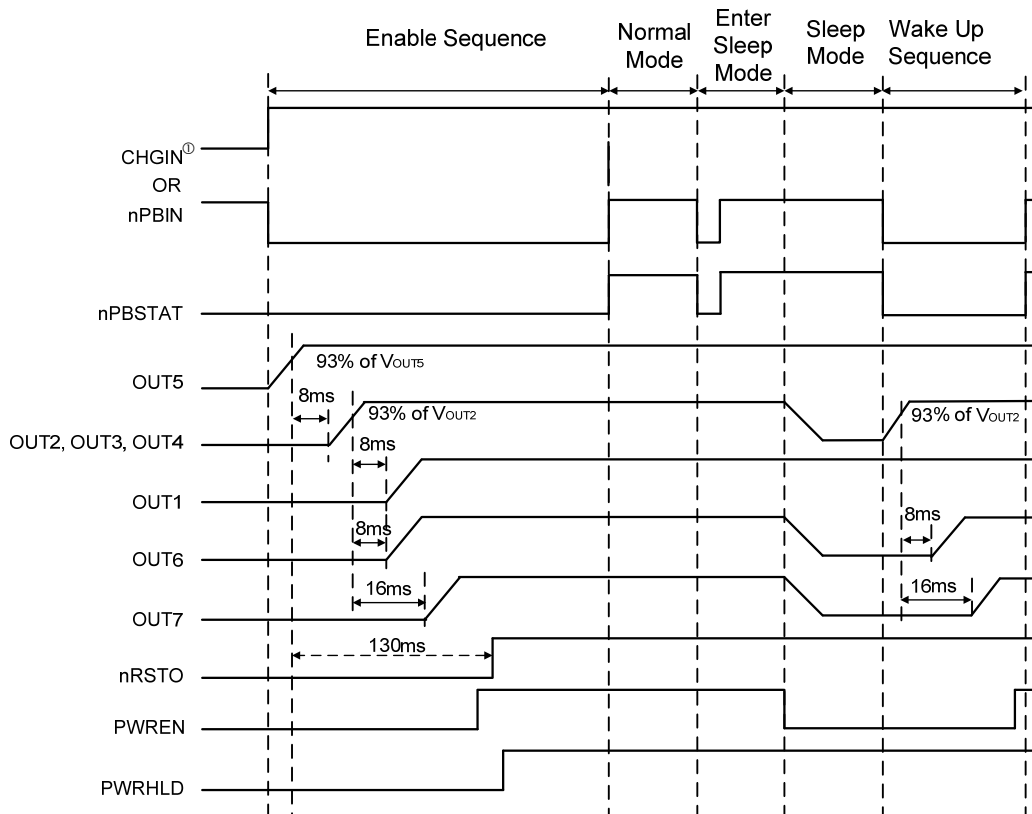 Enable Sequence
Normal
Mode
Enter
Sleep
Mode
Sleep
Mode
Wake Up
Sequence
CHGIN①
OR
nPBIN
nPBSTAT
93% of VOUT5
OUT5
8ms
93% of VOUT2
93% of VOUT2
OUT2, OUT3, OUT4
8ms
OUT1
8ms
8ms
OUT6
16ms
16ms
OUT7
130ms
nRSTO
PWREN
PWRHLD